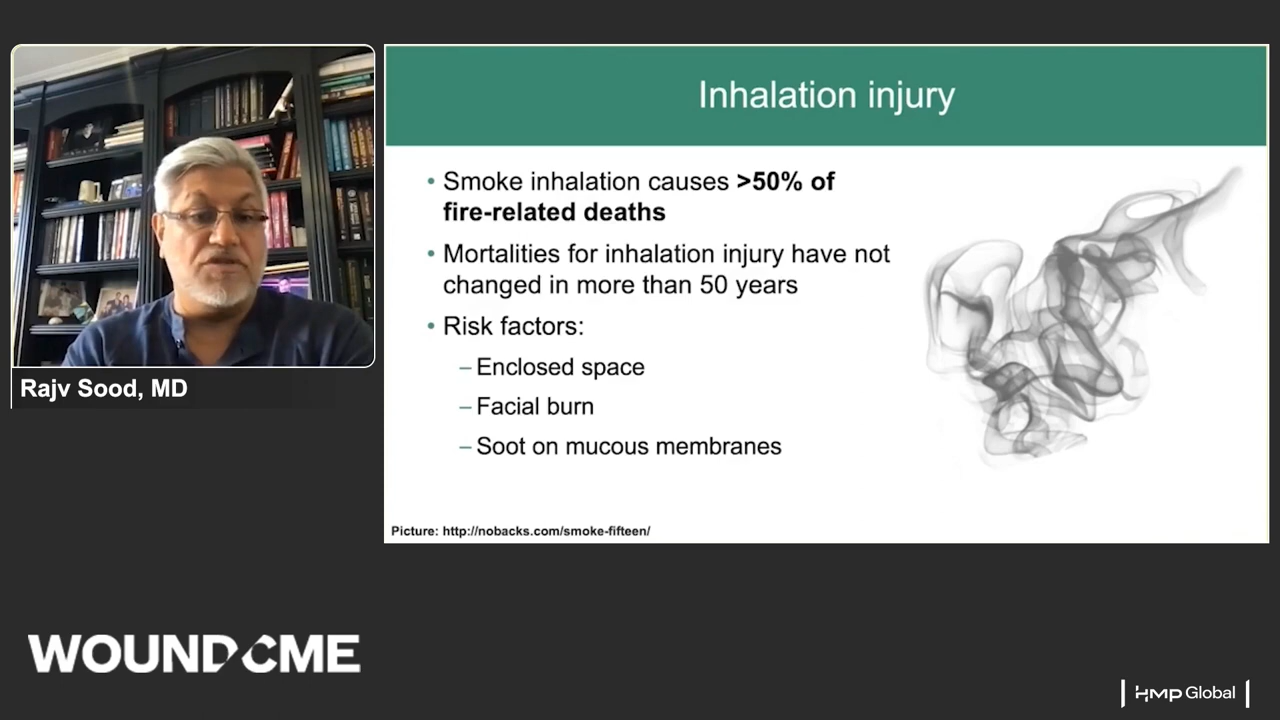 Inhalation injury
• Smoke inhalation causes >50% of
fire-related deaths
• Mortalities for inhalation injury have not
changed in more than 50 years
• Risk factors:
– Enclosed space
– Facial burn
– Soot on mucous membranes
Picture: http://nobacks.com/smoke-fifteen/
Rajv Sood, MD
WOUNDCME
HMP Global